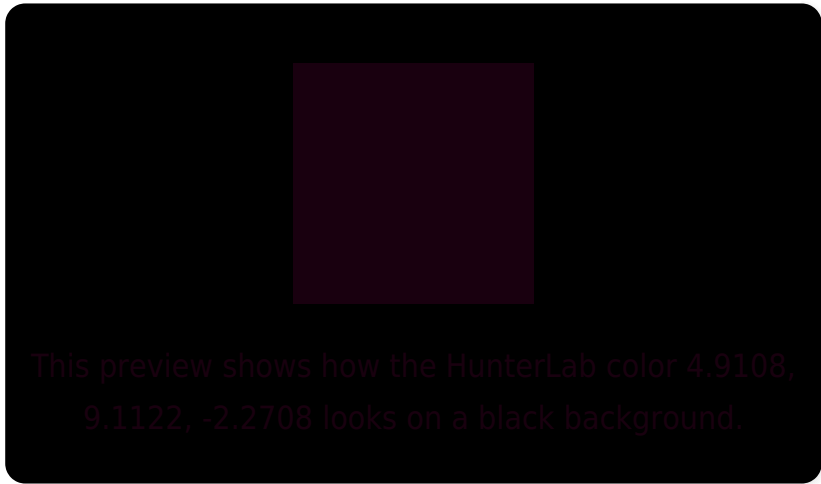 This preview shows how the HunterLab color 4.9108,
9.1122, -2.2708 looks on a black background.